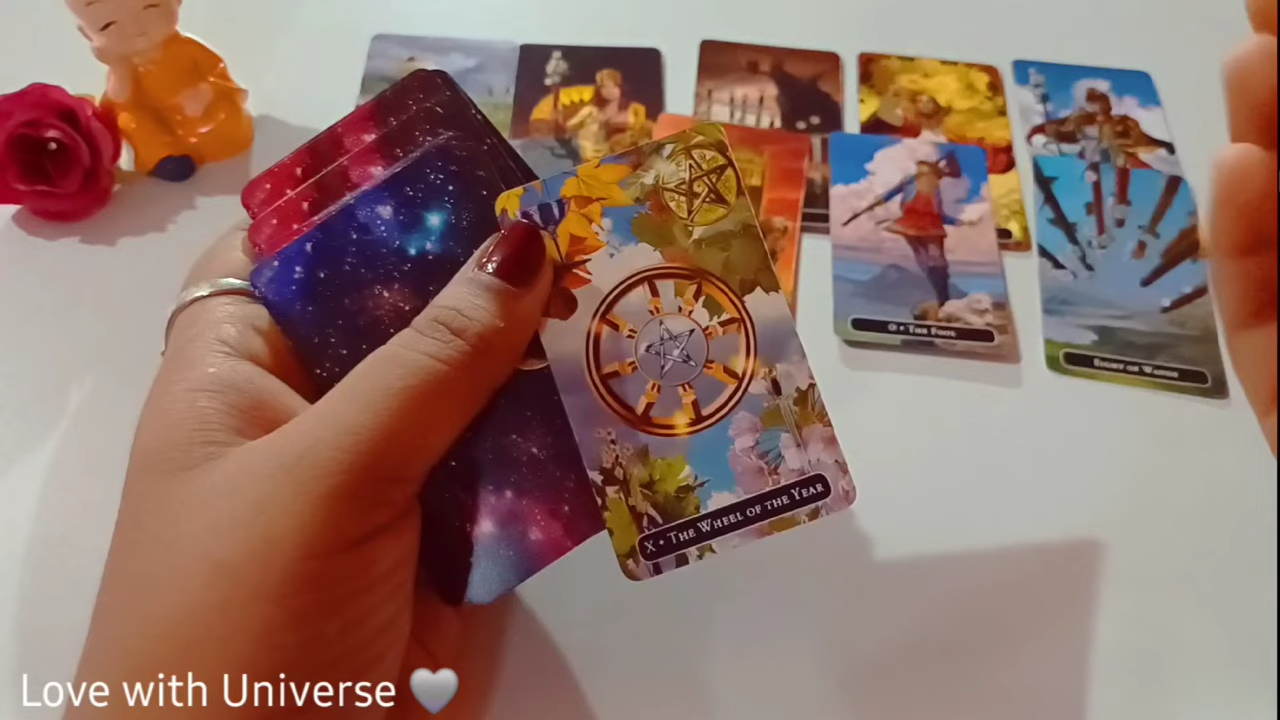 0 • The Fool
Eight of Wands
X • The Wheel of the Year
Love with Universe 🤍